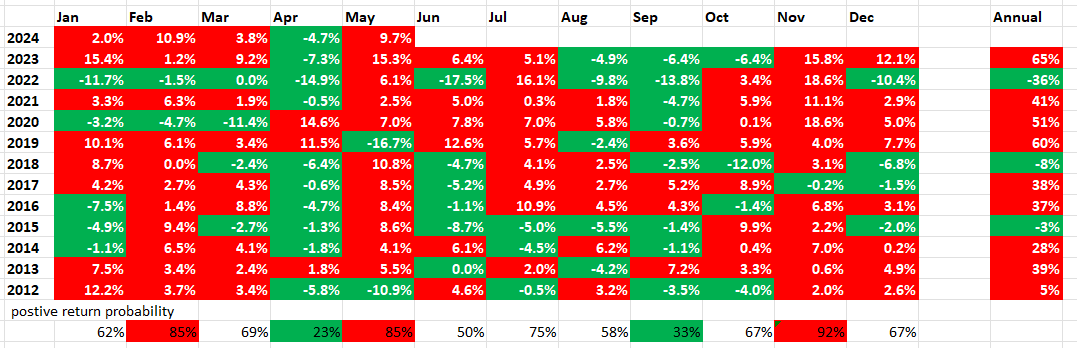 Jan Feb Mar Apr May Jun Jul Aug Sep Oct Nov Dec Annual
2024 2.0% 10.9% 3.8% -4.7% 9.7%
2023 15.4% 1.2% 9.2% -7.3% 15.3% 6.4% 5.1% -4.9% -6.4% -6.4% 15.8% 12.1% 65%
2022 -11.7% -1.5% 0.0% -14.9% 6.1% -17.5% 16.1% -9.8% -13.8% 3.4% 18.6% -10.4% -36%
2021 3.3% 6.3% 1.9% -0.5% 2.5% 5.0% 0.3% 1.8% -4.7% 5.9% 11.1% 2.9% 41%
2020 -3.2% -4.7% -11.4% 14.6% 7.0% 7.8% 7.0% 5.8% -0.7% 0.1% 18.6% 5.0% 51%
2019 10.1% 6.1% 3.4% 11.5% -16.7% 12.6% 5.7% -2.4% 3.6% 5.9% 4.0% 7.7% 60%
2018 8.7% 0.0% -2.4% -6.4% 10.8% -4.7% 4.1% 2.5% -2.5% -12.0% 3.1% -6.8% -8%
2017 4.2% 2.7% 4.3% -0.6% 8.5% -5.2% 4.9% 2.7% 5.2% 8.9% -0.2% -1.5% 38%
2016 -7.5% 1.4% 8.8% -4.7% 8.4% -1.1% 10.9% 4.5% 4.3% -1.4% 6.8% 3.1% 37%
2015 -4.9% 9.4% -2.7% -1.3% 8.6% -8.7% -5.0% -5.5% -1.4% 9.9% 2.2% -2.0% -3%
2014 -1.1% 6.5% 4.1% -1.8% 4.1% 6.1% -4.5% 6.2% -1.1% 0.4% 7.0% 0.2% 28%
2013 7.5% 3.4% 2.4% 1.8% 5.5% 0.0% 2.0% -4.2% 7.2% 3.3% 0.6% 4.9% 39%
2012 12.2% 3.7% 3.4% -5.8% -10.9% 4.6% -0.5% 3.2% -3.5% -4.0% 2.0% 2.6% 5%
postive return probability
62% 85% 69% 23% 85% 50% 75% 58% 33% 67% 92% 67%